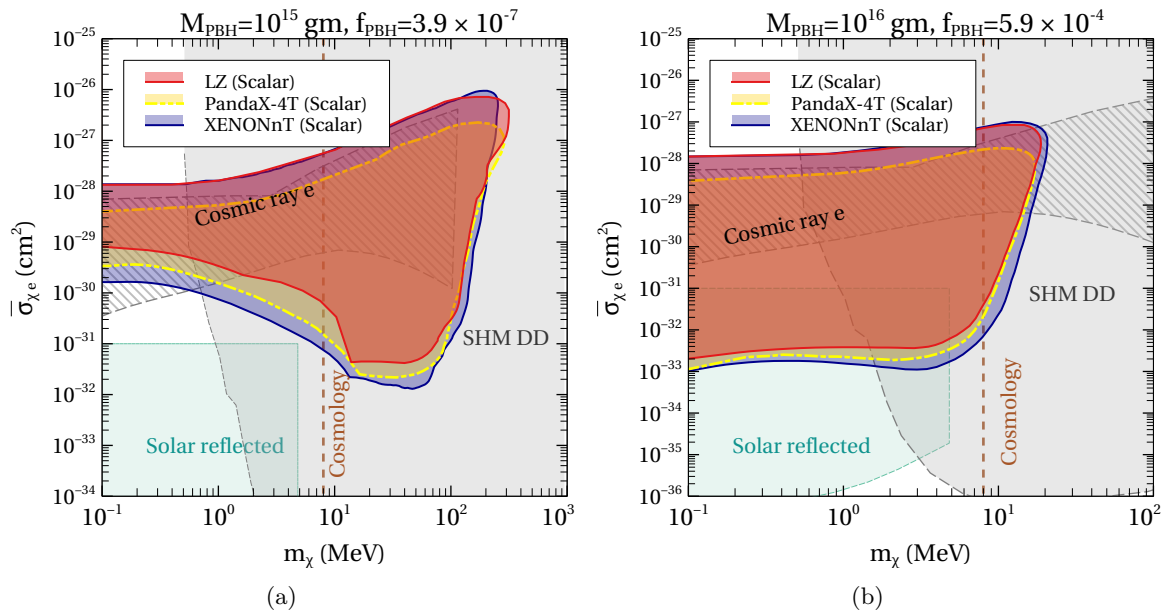 M_PBH=10^15 gm, f_PBH=3.9 × 10^−7
10^−25
10^−26
10^−27
10^−28
10^−29
10^−30
10^−31
10^−32
10^−33
10^−34
σ̅_χe (cm²)
LZ (Scalar)
PandaX-4T (Scalar)
XENONnT (Scalar)
Cosmic ray e
SHM DD
Cosmology
Solar reflected
10^−1
10^0
10^1
10^2
10^3
m_χ (MeV)
(a)
M_PBH=10^16 gm, f_PBH=5.9 × 10^−4
10^−25
10^−26
10^−27
10^−28
10^−29
10^−30
10^−31
10^−32
10^−33
10^−34
10^−35
10^−36
σ̅_χe (cm²)
LZ (Scalar)
PandaX-4T (Scalar)
XENONnT (Scalar)
Cosmic ray e
SHM DD
Cosmology
Solar reflected
10^−1
10^0
10^1
10^2
m_χ (MeV)
(b)